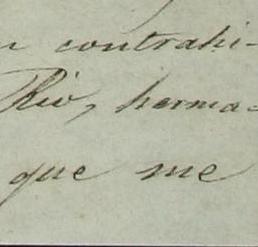 contrahi-
Rio, herma=
que me